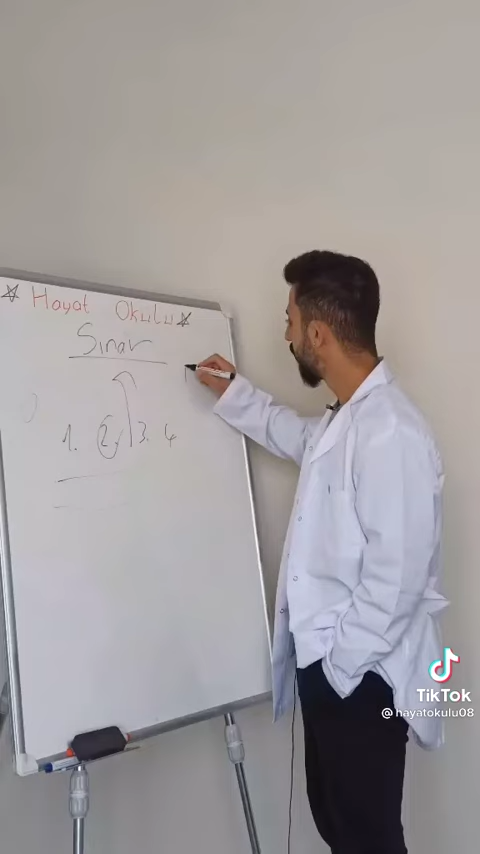 ☆ Hayat Okulu ☆
Sınav
1. 2. 3. 4
TikTok
@hayatokulu08